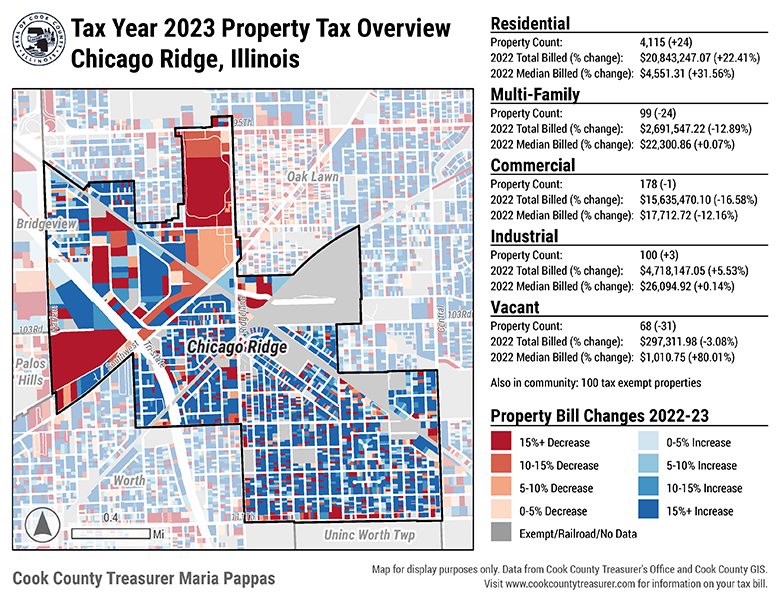 Tax Year 2023 Property Tax Overview
Chicago Ridge, Illinois
95Th
Oak Lawn
Bridgeview
103Rd
103Rd
Central
Ridgeland
Chicago Ridge
Southwest
Tri-State
Palos
Hills
Worth
0.4
Mi
Uninc Worth Twp
Residential
Property Count: 4,115 (+24)
2022 Total Billed (% change): $20,843,247.07 (+22.41%)
2022 Median Billed (% change): $4,551.31 (+31.56%)
Multi-Family
Property Count: 99 (-24)
2022 Total Billed (% change): $2,691,547.22 (-12.89%)
2022 Median Billed (% change): $22,300.86 (+0.07%)
Commercial
Property Count: 178 (-1)
2022 Total Billed (% change): $15,635,470.10 (-16.58%)
2022 Median Billed (% change): $17,712.72 (-12.16%)
Industrial
Property Count: 100 (+3)
2022 Total Billed (% change): $4,718,147.05 (+5.53%)
2022 Median Billed (% change): $26,094.92 (+0.14%)
Vacant
Property Count: 68 (-31)
2022 Total Billed (% change): $297,311.98 (-3.08%)
2022 Median Billed (% change): $1,010.75 (+80.01%)
Also in community: 100 tax exempt properties
Property Bill Changes 2022-23
15%+ Decrease
0-5% Increase
10-15% Decrease
5-10% Increase
5-10% Decrease
10-15% Increase
0-5% Decrease
15%+ Increase
Exempt/Railroad/No Data
Cook County Treasurer Maria Pappas
Map for display purposes only. Data from Cook County Treasurer's Office and Cook County GIS.
Visit www.cookcountytreasurer.com for information on your tax bill.